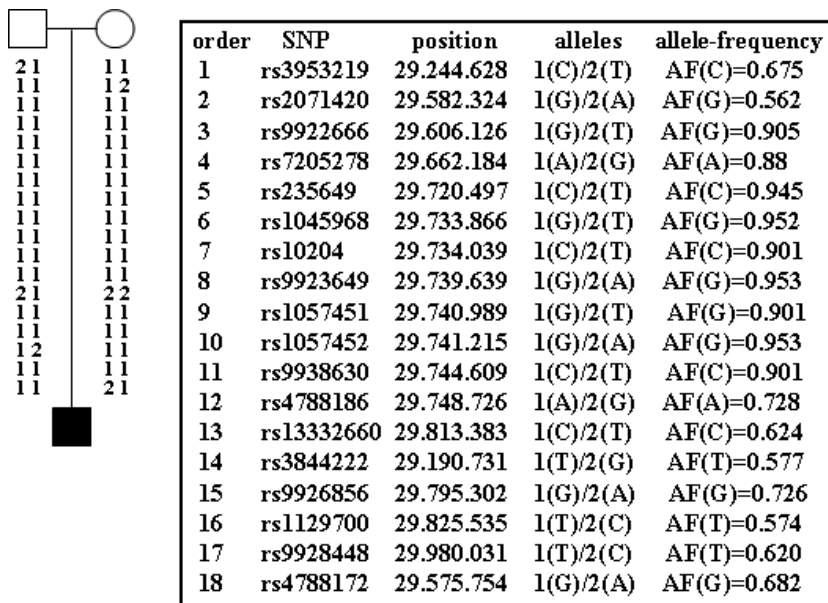 2 1 1 1
1 1 1 2
1 1 1 1
1 1 1 1
1 1 1 1
1 1 1 1
1 1 1 1
1 1 1 1
1 1 1 1
1 1 1 1
1 1 1 1
1 1 1 1
2 1 2 2
1 1 1 1
1 1 1 1
1 2 1 1
1 1 1 1
1 1 2 1
order SNP position alleles allele-frequency
1 rs3953219 29.244.628 1(C)/2(T) AF(C)=0.675
2 rs2071420 29.582.324 1(G)/2(A) AF(G)=0.562
3 rs9922666 29.606.126 1(G)/2(T) AF(G)=0.905
4 rs7205278 29.662.184 1(A)/2(G) AF(A)=0.88
5 rs235649 29.720.497 1(C)/2(T) AF(C)=0.945
6 rs1045968 29.733.866 1(G)/2(T) AF(G)=0.952
7 rs10204 29.734.039 1(C)/2(T) AF(C)=0.901
8 rs9923649 29.739.639 1(G)/2(A) AF(G)=0.953
9 rs1057451 29.740.989 1(G)/2(T) AF(G)=0.901
10 rs1057452 29.741.215 1(G)/2(A) AF(G)=0.953
11 rs9938630 29.744.609 1(C)/2(T) AF(C)=0.901
12 rs4788186 29.748.726 1(A)/2(G) AF(A)=0.728
13 rs13332660 29.813.383 1(C)/2(T) AF(C)=0.624
14 rs3844222 29.190.731 1(T)/2(G) AF(T)=0.577
15 rs9926856 29.795.302 1(G)/2(A) AF(G)=0.726
16 rs1129700 29.825.535 1(T)/2(C) AF(T)=0.574
17 rs9928448 29.980.031 1(T)/2(C) AF(T)=0.620
18 rs4788172 29.575.754 1(G)/2(A) AF(G)=0.682